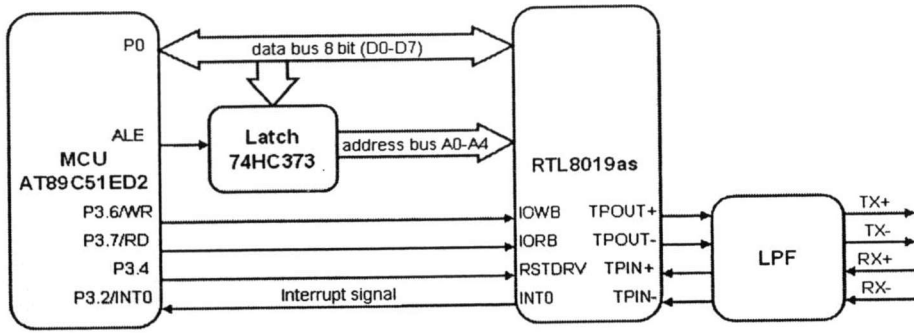 P0
data bus 8 bit (D0-D7)
ALE
Latch
74HC373
address bus A0-A4
MCU
AT89C51ED2
RTL8019as
P3.6/WR
IOWB
TPOUT+
TX+
P3.7/RD
IORB
TPOUT-
LPF
TX-
P3.4
RSTDRV
TPIN+
RX+
P3.2/INT0
Interrupt signal
INT0
TPIN-
RX-